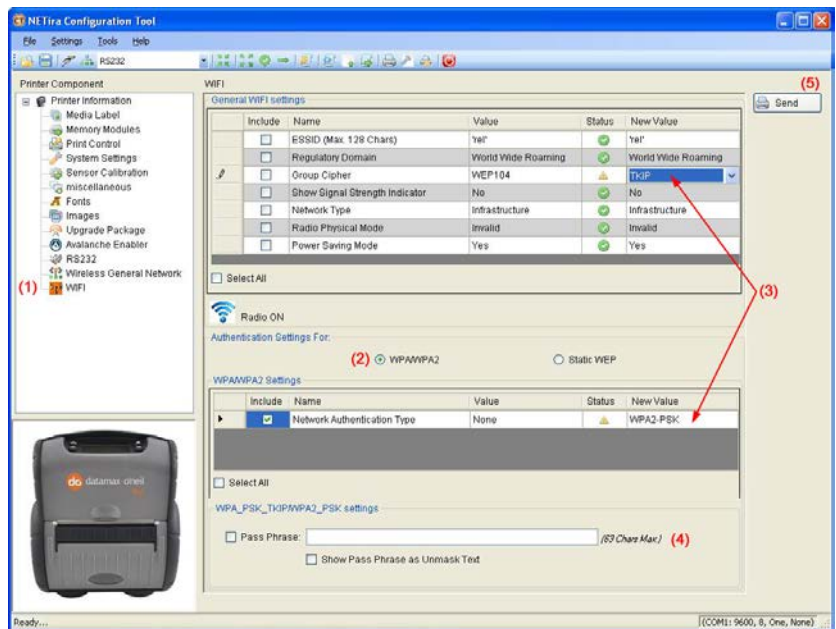 NETira Configuration Tool
File Settings Tools Help
RS232
Printer Component
Printer Information
Media Label
Memory Modules
Print Control
System Settings
Sensor Calibration
miscellaneous
Fonts
Images
Upgrade Package
Avalanche Enabler
RS232
Wireless General Network
(1) WIFI
WIFI
(5)
Send
General WIFI settings
Include Name Value Status New Value
ESSID (Max. 128 Chars) 'rel' 'rel'
Regulatory Domain World Wide Roaming World Wide Roaming
Group Cipher WEP104 TKIP
Show Signal Strength Indicator No No
Network Type Infrastructure Infrastructure
Radio Physical Mode Invalid Invalid
Power Saving Mode Yes Yes
Select All
(3)
Radio ON
Authentication Settings For:
(2) WPA/WPA2 Static WEP
WPA/WPA2 Settings
Include Name Value Status New Value
Network Authentication Type None WPA2-PSK
Select All
WPA_PSK_TKIP/WPA2_PSK settings
Pass Phrase: (63 Chars Max.) (4)
Show Pass Phrase as Unmask Text
do datamax·oneil
Ready... (COM1: 9600, 8, One, None)